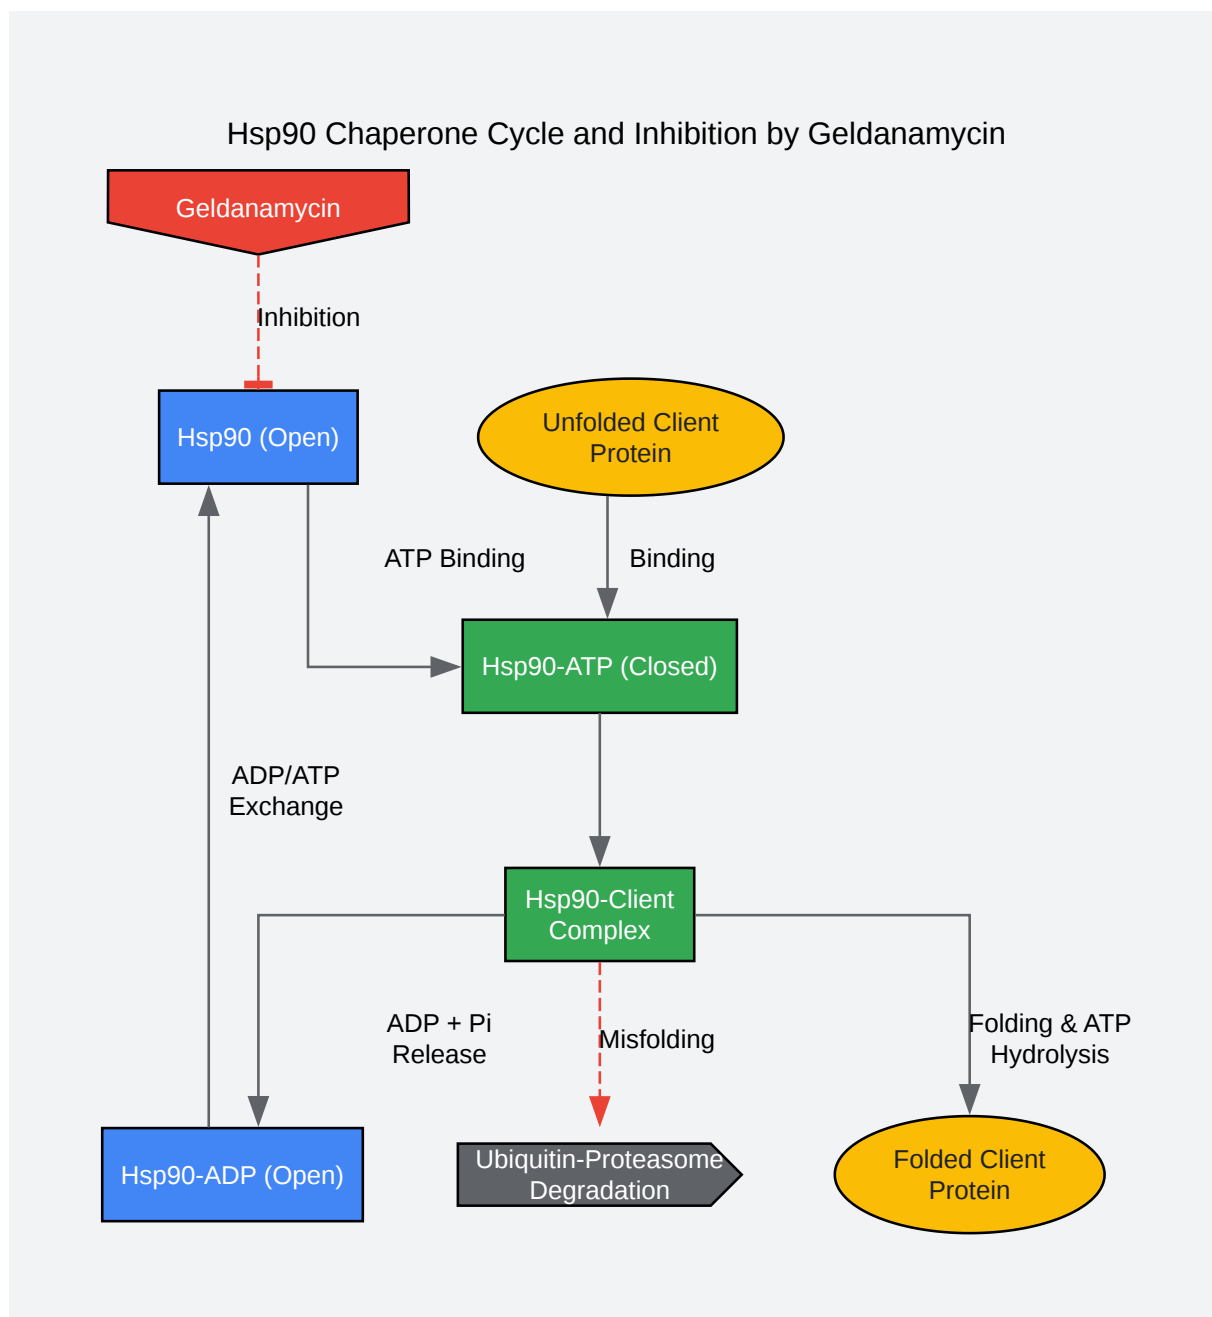 Hsp90 Chaperone Cycle and Inhibition by Geldanamycin
Geldanamycin
Inhibition
Hsp90 (Open)
Unfolded Client
Protein
ATP Binding
Binding
Hsp90-ATP (Closed)
ADP/ATP
Exchange
Hsp90-Client
Complex
ADP + Pi
Release
Misfolding
Folding & ATP
Hydrolysis
Hsp90-ADP (Open)
Ubiquitin-Proteasome
Degradation
Folded Client
Protein